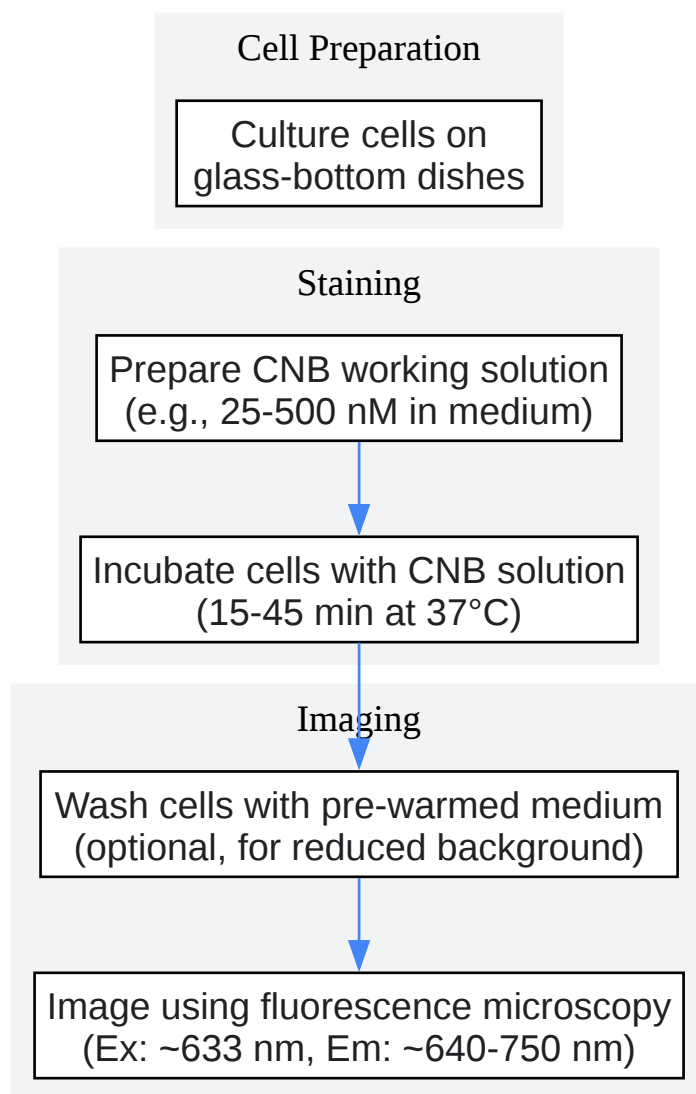 Cell Preparation
Culture cells on
glass-bottom dishes
Staining
Prepare CNB working solution
(e.g., 25-500 nM in medium)
Incubate cells with CNB solution
(15-45 min at 37°C)
Imaging
Wash cells with pre-warmed medium
(optional, for reduced background)
Image using fluorescence microscopy
(Ex: ~633 nm, Em: ~640-750 nm)